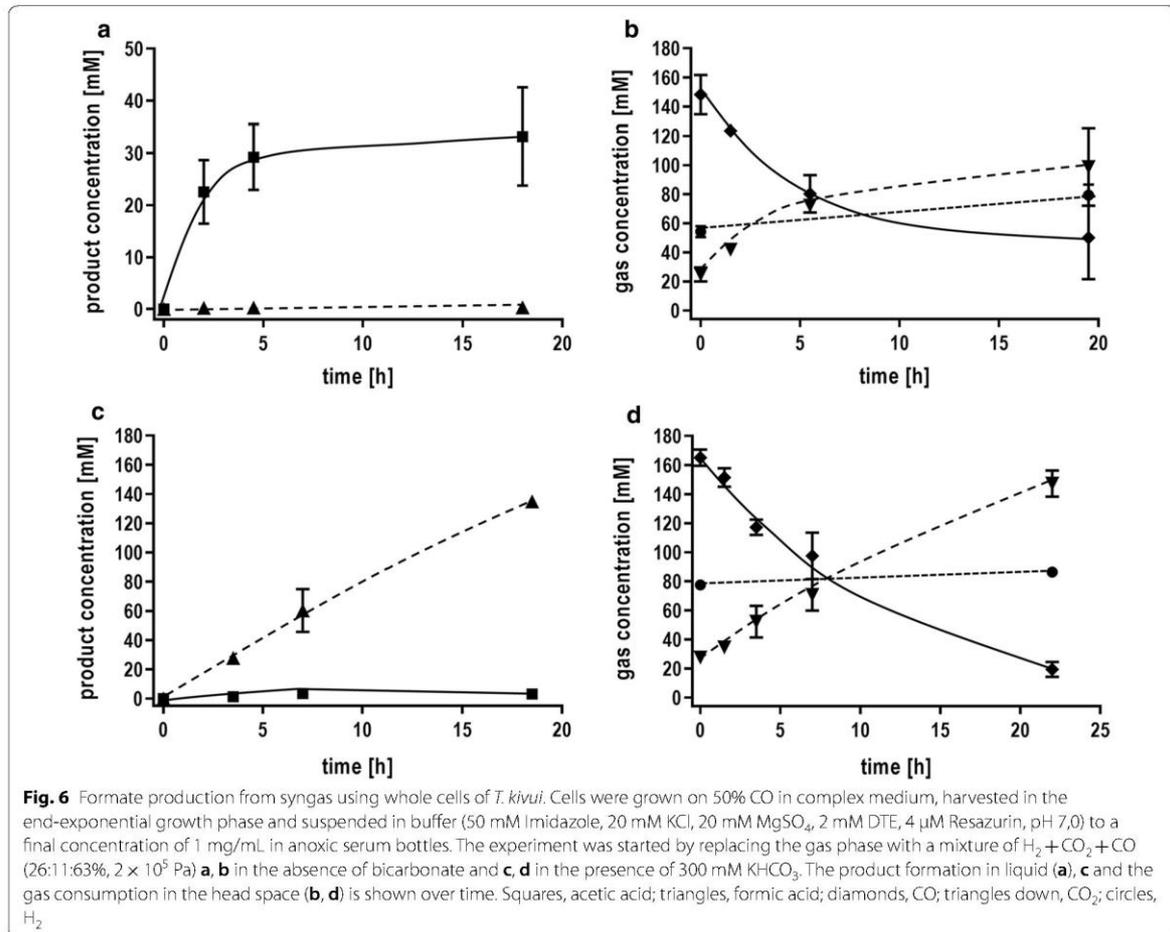 a
product concentration [mM]
50
40
30
20
10
0
0 5 10 15 20
time [h]
b
gas concentration [mM]
180
160
140
120
100
80
60
40
20
0
0 5 10 15 20
time [h]
c
product concentration [mM]
180
160
140
120
100
80
60
40
20
0
0 5 10 15 20
time [h]
d
gas concentration [mM]
180
160
140
120
100
80
60
40
20
0
0 5 10 15 20 25
time [h]
Fig. 6 Formate production from syngas using whole cells of T. kivui. Cells were grown on 50% CO in complex medium, harvested in the
end-exponential growth phase and suspended in buffer (50 mM Imidazole, 20 mM KCl, 20 mM MgSO₄, 2 mM DTE, 4 µM Resazurin, pH 7,0) to a
final concentration of 1 mg/mL in anoxic serum bottles. The experiment was started by replacing the gas phase with a mixture of H₂ + CO₂ + CO
(26:11:63%, 2 × 10⁵ Pa) a, b in the absence of bicarbonate and c, d in the presence of 300 mM KHCO₃. The product formation in liquid (a), c and the
gas consumption in the head space (b, d) is shown over time. Squares, acetic acid; triangles, formic acid; diamonds, CO; triangles down, CO₂; circles,
H₂